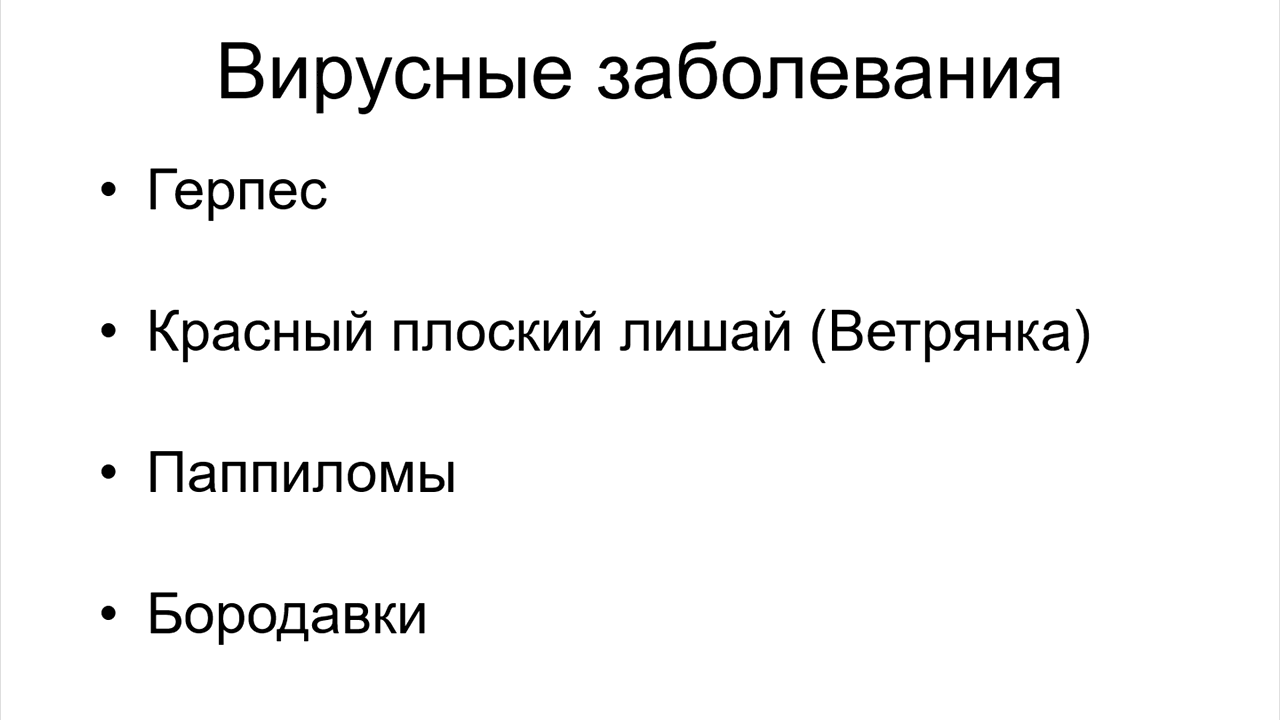 Вирусные заболевания
• Герпес
• Красный плоский лишай (Ветрянка)
• Паппиломы
• Бородавки